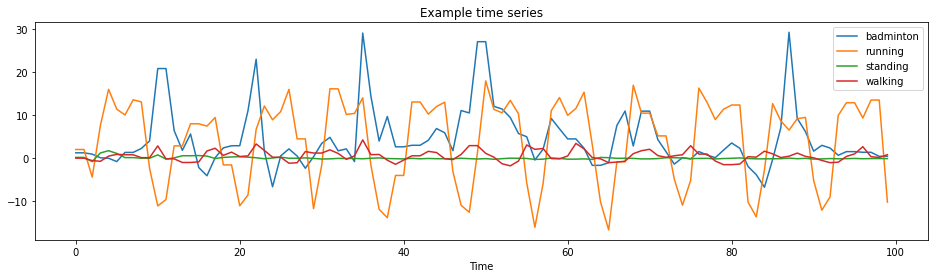 Example time series
30
20
10
0
−10
0
20
40
60
80
100
Time
badminton
running
standing
walking